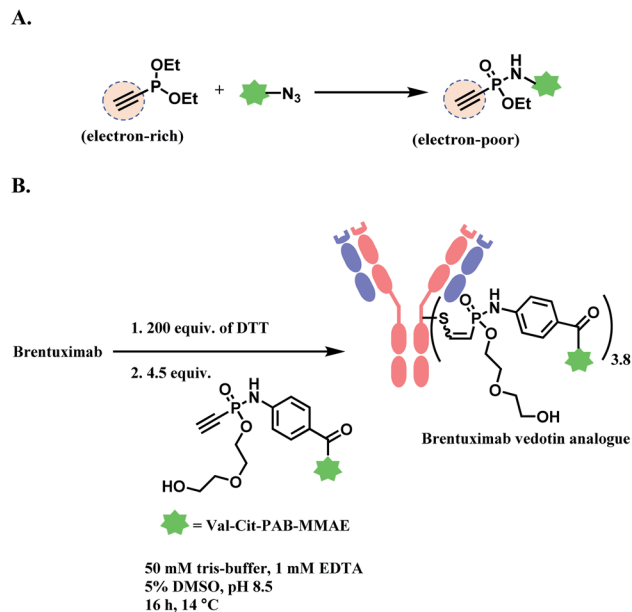 A.
OEt
P
OEt
(electron-rich)
+
N3
O
H
N
P
OEt
(electron-poor)
B.
Brentuximab
1. 200 equiv. of DTT
2. 4.5 equiv.
O
H
N
P
O
O
O
HO
= Val-Cit-PAB-MMAE
50 mM tris-buffer, 1 mM EDTA
5% DMSO, pH 8.5
16 h, 14 °C
S
O
H
N
P
O
O
O
OH
3.8
Brentuximab vedotin analogue